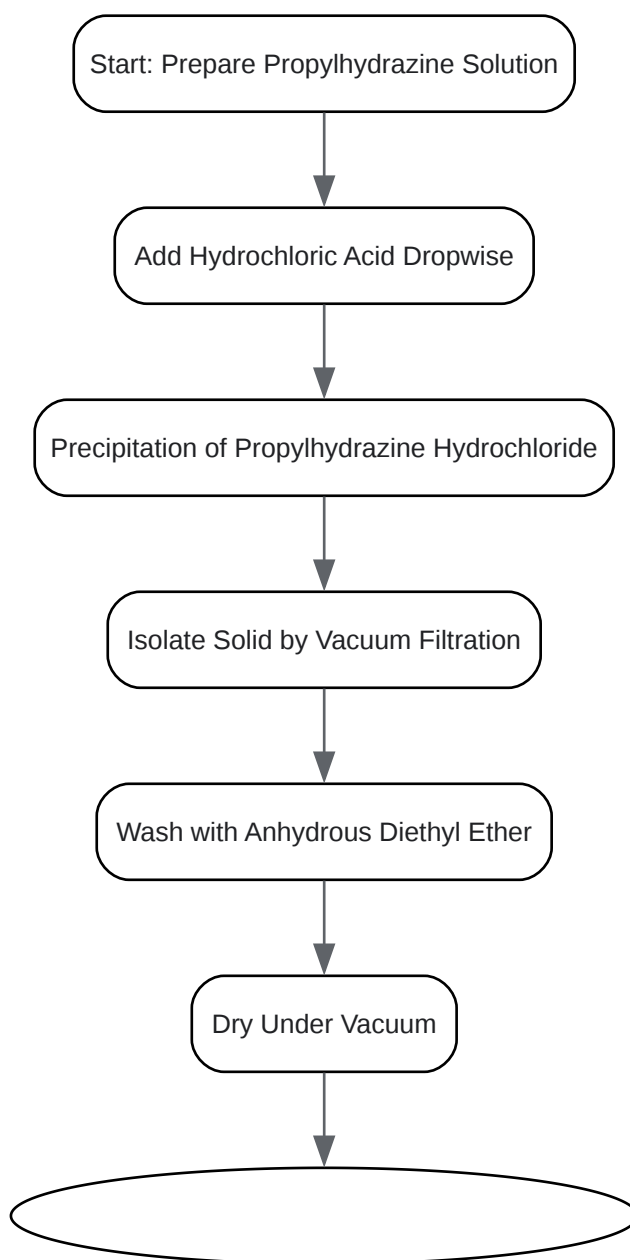 Start: Prepare Propylhydrazine Solution
Add Hydrochloric Acid Dropwise
Precipitation of Propylhydrazine Hydrochloride
Isolate Solid by Vacuum Filtration
Wash with Anhydrous Diethyl Ether
Dry Under Vacuum